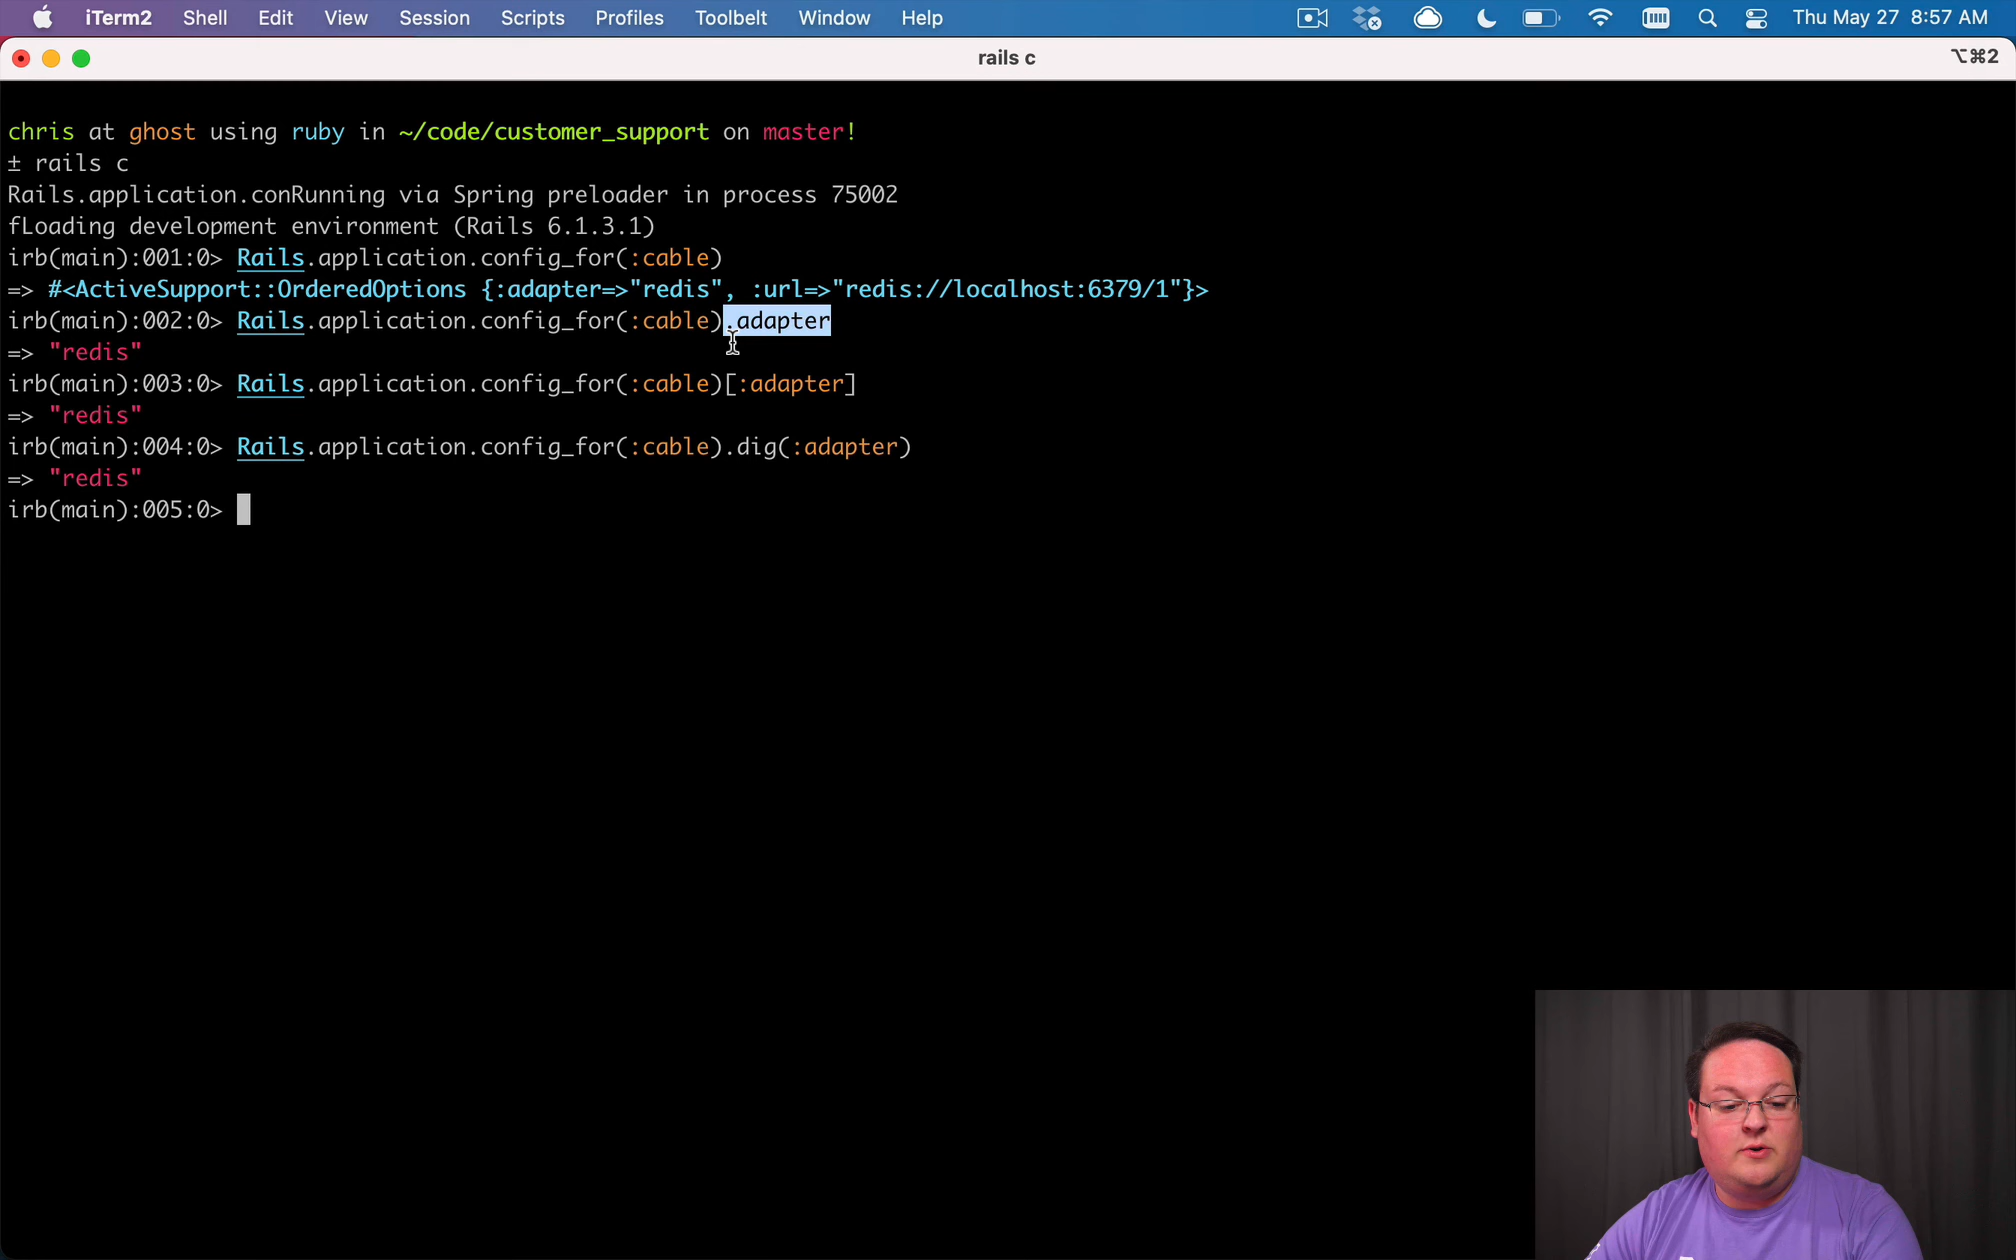 iTerm2 Shell Edit View Session Scripts Profiles Toolbelt Window Help Thu May 27 8:57 AM
rails c ⌥⌘2
chris at ghost using ruby in ~/code/customer_support on master!
± rails c
Rails.application.conRunning via Spring preloader in process 75002
fLoading development environment (Rails 6.1.3.1)
irb(main):001:0> Rails.application.config_for(:cable)
=> #<ActiveSupport::OrderedOptions {:adapter=>"redis", :url=>"redis://localhost:6379/1"}>
irb(main):002:0> Rails.application.config_for(:cable).adapter
=> "redis"
irb(main):003:0> Rails.application.config_for(:cable)[:adapter]
=> "redis"
irb(main):004:0> Rails.application.config_for(:cable).dig(:adapter)
=> "redis"
irb(main):005:0>